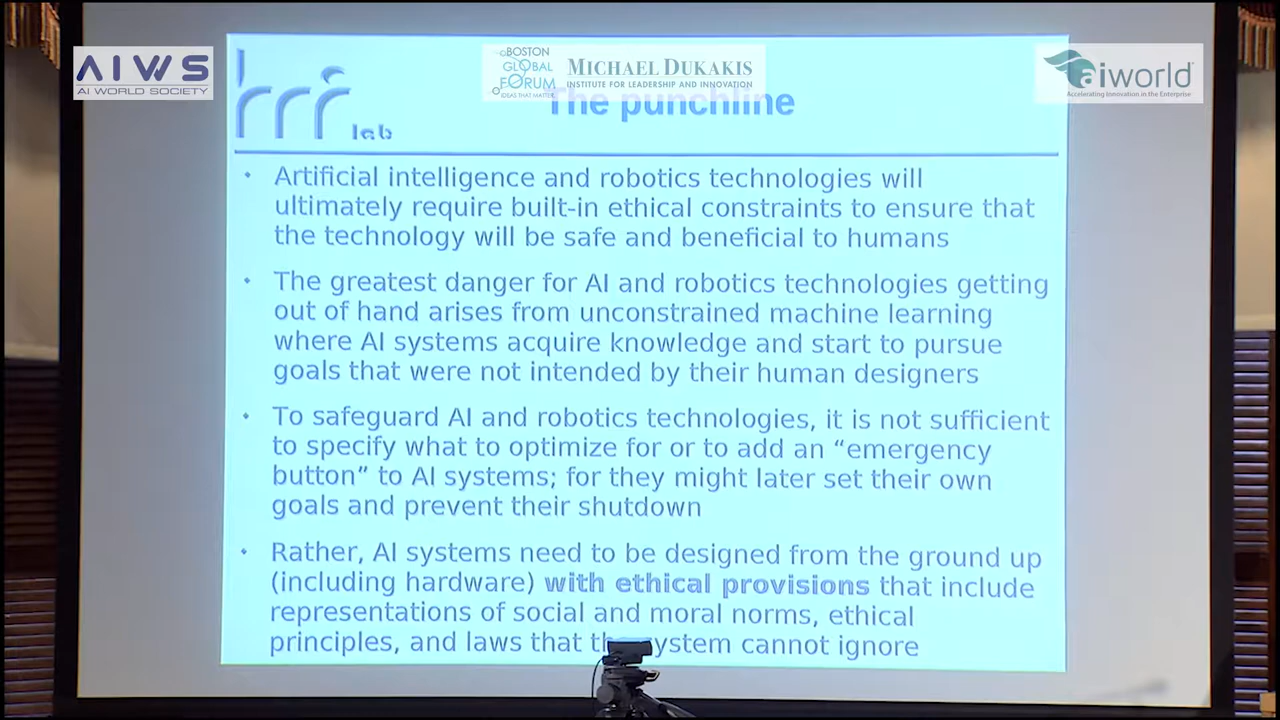 AIWS
AI WORLD SOCIETY
BOSTON
GLOBAL
FORUM
IDEAS THAT MATTER
MICHAEL DUKAKIS
INSTITUTE FOR LEADERSHIP AND INNOVATION
aiworld
Accelerating Innovation in the Enterprise
hri lab
The punchline
• Artificial intelligence and robotics technologies will
ultimately require built-in ethical constraints to ensure that
the technology will be safe and beneficial to humans
• The greatest danger for AI and robotics technologies getting
out of hand arises from unconstrained machine learning
where AI systems acquire knowledge and start to pursue
goals that were not intended by their human designers
• To safeguard AI and robotics technologies, it is not sufficient
to specify what to optimize for or to add an “emergency
button” to AI systems; for they might later set their own
goals and prevent their shutdown
• Rather, AI systems need to be designed from the ground up
(including hardware) with ethical provisions that include
representations of social and moral norms, ethical
principles, and laws that the system cannot ignore